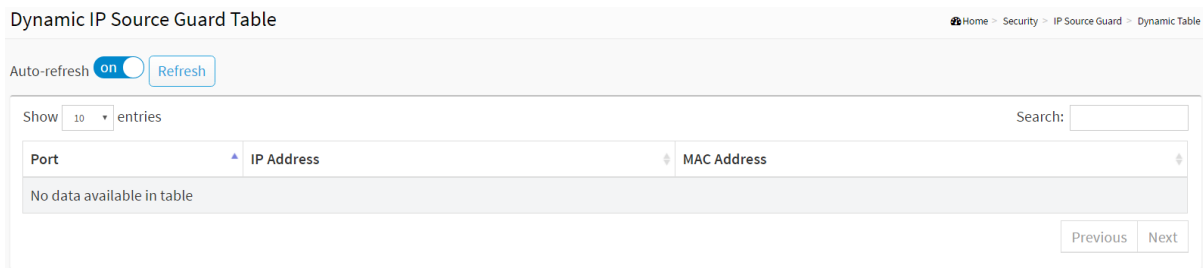 Dynamic IP Source Guard Table
Home > Security > IP Source Guard > Dynamic Table
Auto-refresh on Refresh
Show 10 entries
Search:
Port IP Address MAC Address
No data available in table
Previous Next